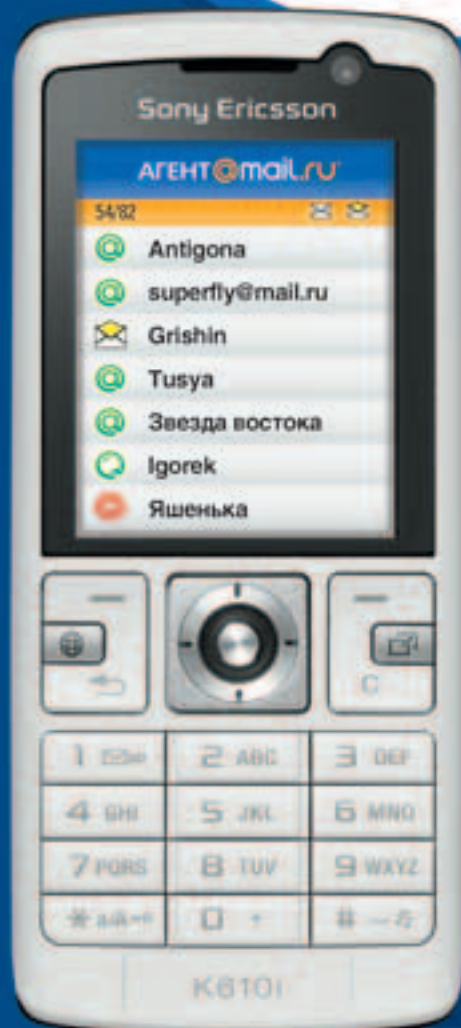 Sony Ericsson
АГЕНТ@mail.ru
54/82
Antigona
superfly@mail.ru
Grishin
Tusya
Звезда востока
Igorek
Яшенька
C
1
2 ABC
3 DEF
4 GHI
5 JKL
6 MNO
7 PQRS
8 TUV
9 WXYZ
* a/A
0 +
#
K610i